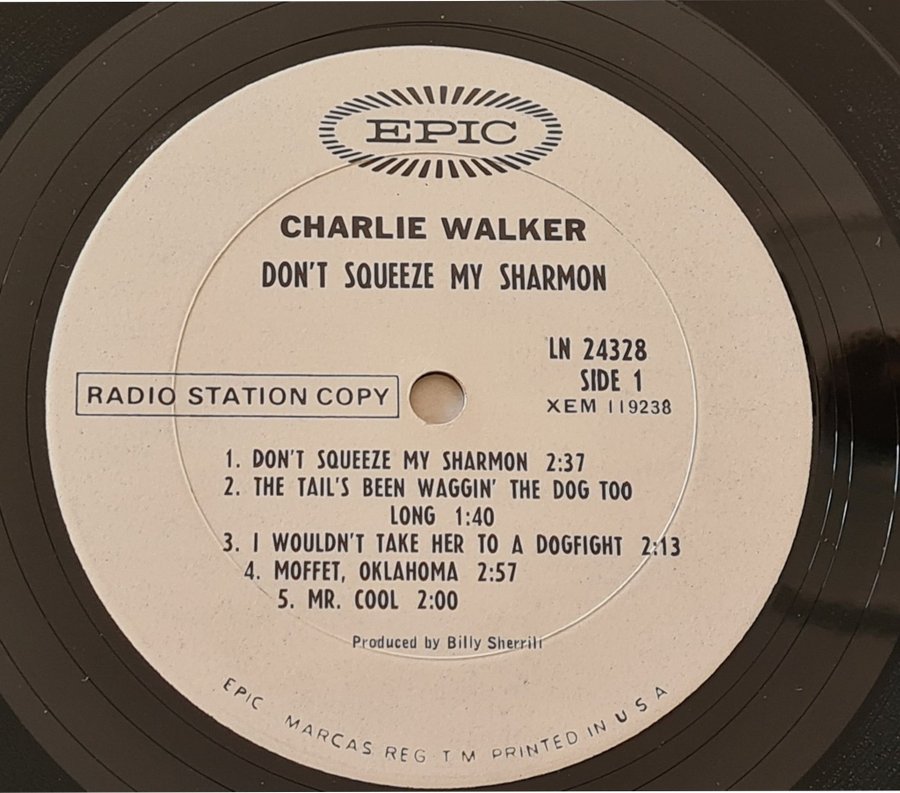 EPIC
CHARLIE WALKER
DON'T SQUEEZE MY SHARMON
LN 24328
SIDE 1
XEM 119238
RADIO STATION COPY
1. DON'T SQUEEZE MY SHARMON 2:37
2. THE TAIL'S BEEN WAGGIN' THE DOG TOO
LONG 1:40
3. I WOULDN'T TAKE HER TO A DOGFIGHT 2:13
4. MOFFET, OKLAHOMA 2:57
5. MR. COOL 2:00
Produced by Billy Sherrill
EPIC MARCAS REG. T M PRINTED IN U S A